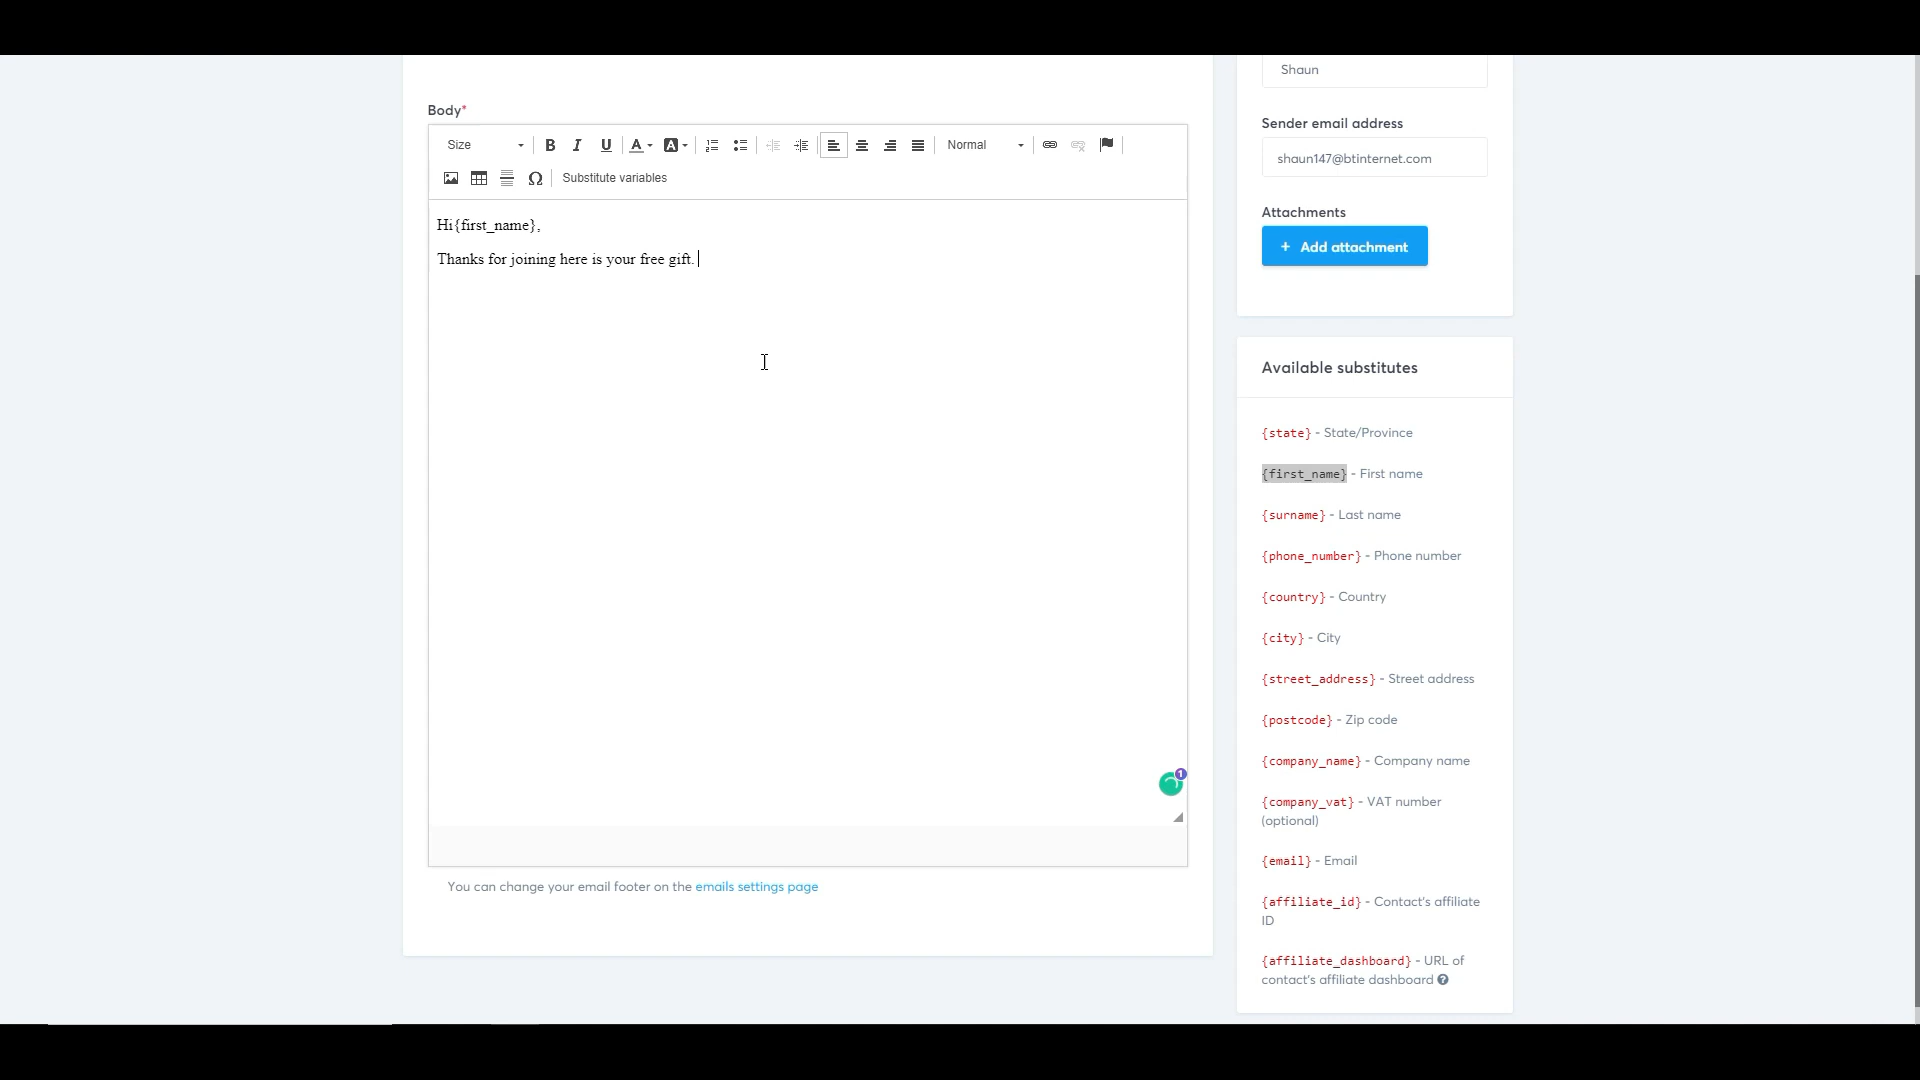 Body*
Size
B I U A A
Normal
Substitute variables
Hi{first_name},
Thanks for joining here is your free gift.
1
You can change your email footer on the emails settings page
Shaun
Sender email address
shaun147@btinternet.com
Attachments
+ Add attachment
Available substitutes
{state} - State/Province
{first_name} - First name
{surname} - Last name
{phone_number} - Phone number
{country} - Country
{city} - City
{street_address} - Street address
{postcode} - Zip code
{company_name} - Company name
{company_vat} - VAT number
(optional)
{email} - Email
{affiliate_id} - Contact's affiliate
ID
{affiliate_dashboard} - URL of
contact's affiliate dashboard ?